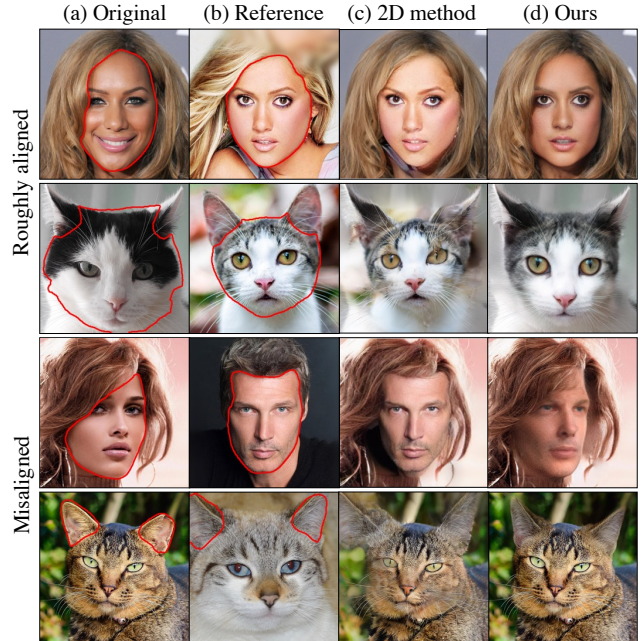 (a) Original (b) Reference (c) 2D method (d) Ours
Roughly aligned
Misaligned